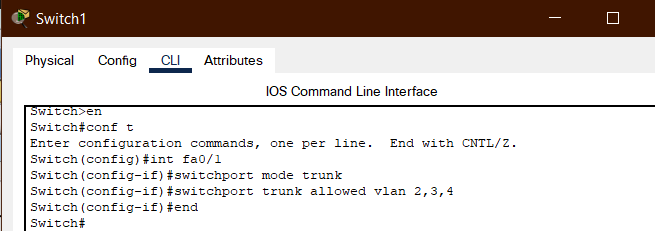 Switch1
Physical Config CLI Attributes
IOS Command Line Interface
Switch>en
Switch#conf t
Enter configuration commands, one per line.  End with CNTL/Z.
Switch(config)#int fa0/1
Switch(config-if)#switchport mode trunk
Switch(config-if)#switchport trunk allowed vlan 2,3,4
Switch(config-if)#end
Switch#